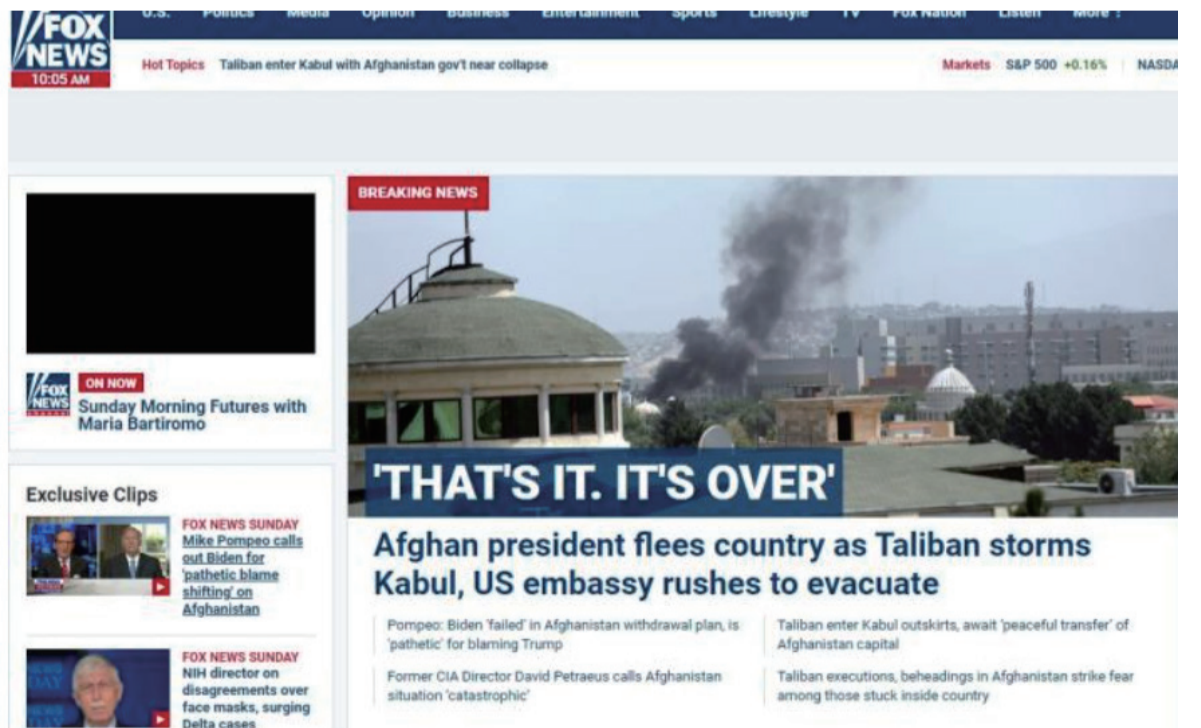 FOX
NEWS
10:05 AM
U.S. Politics Media Opinion Business Entertainment Sports Lifestyle TV Fox Nation Listen More
Hot Topics Taliban enter Kabul with Afghanistan gov't near collapse
Markets S&P 500 +0.16% NASDA
BREAKING NEWS
FOX
NEWS
ON NOW
Sunday Morning Futures with
Maria Bartiromo
Exclusive Clips
FOX NEWS SUNDAY
Mike Pompeo calls
out Biden for
'pathetic blame
shifting' on
Afghanistan
FOX NEWS SUNDAY
NIH director on
disagreements over
face masks, surging
Delta cases
'THAT'S IT. IT'S OVER'
Afghan president flees country as Taliban storms
Kabul, US embassy rushes to evacuate
Pompeo: Biden 'failed' in Afghanistan withdrawal plan, is
'pathetic' for blaming Trump
Former CIA Director David Petraeus calls Afghanistan
situation 'catastrophic'
Taliban enter Kabul outskirts, await 'peaceful transfer' of
Afghanistan capital
Taliban executions, beheadings in Afghanistan strike fear
among those stuck inside country